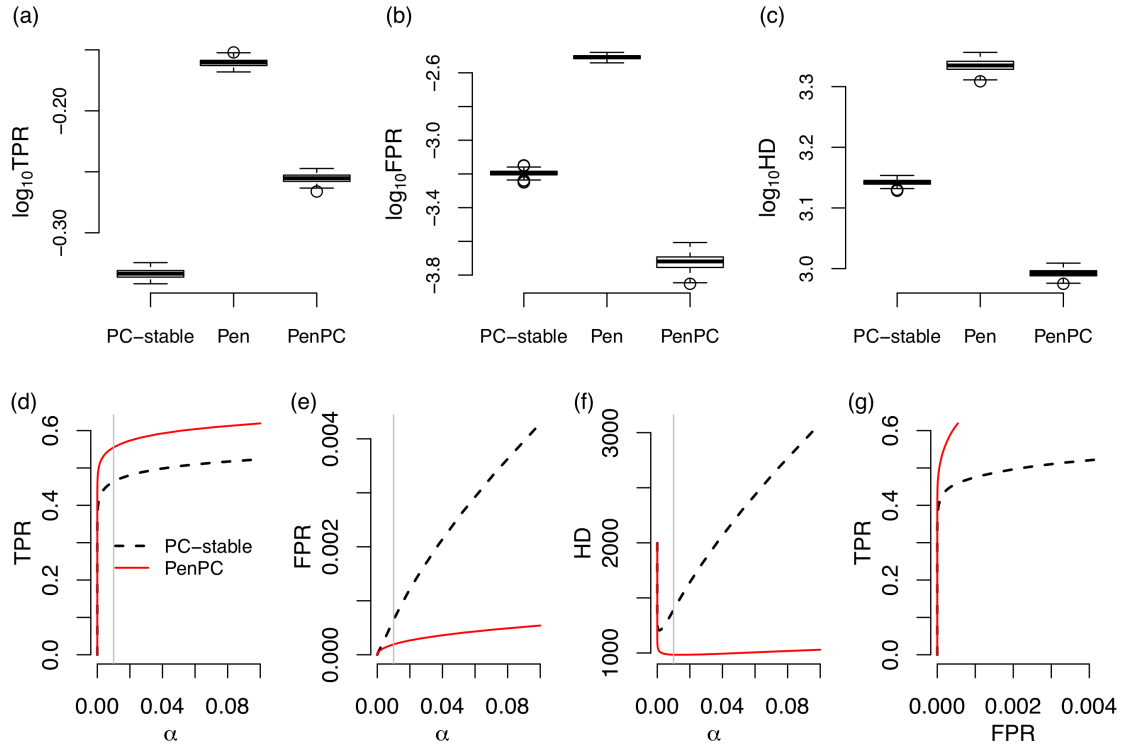 (a)
(b)
(c)
log10TPR
−0.30
−0.20
log10FPR
−3.8
−3.4
−3.0
−2.6
log10HD
3.0
3.1
3.2
3.3
PC−stable
Pen
PenPC
PC−stable
Pen
PenPC
PC−stable
Pen
PenPC
(d)
(e)
(f)
(g)
TPR
0.0
0.2
0.4
0.6
PC−stable
PenPC
0.00
0.04
0.08
α
FPR
0.000
0.002
0.004
0.00
0.04
0.08
α
HD
1000
2000
3000
0.00
0.04
0.08
α
TPR
0.0
0.2
0.4
0.6
0.000
0.002
0.004
FPR